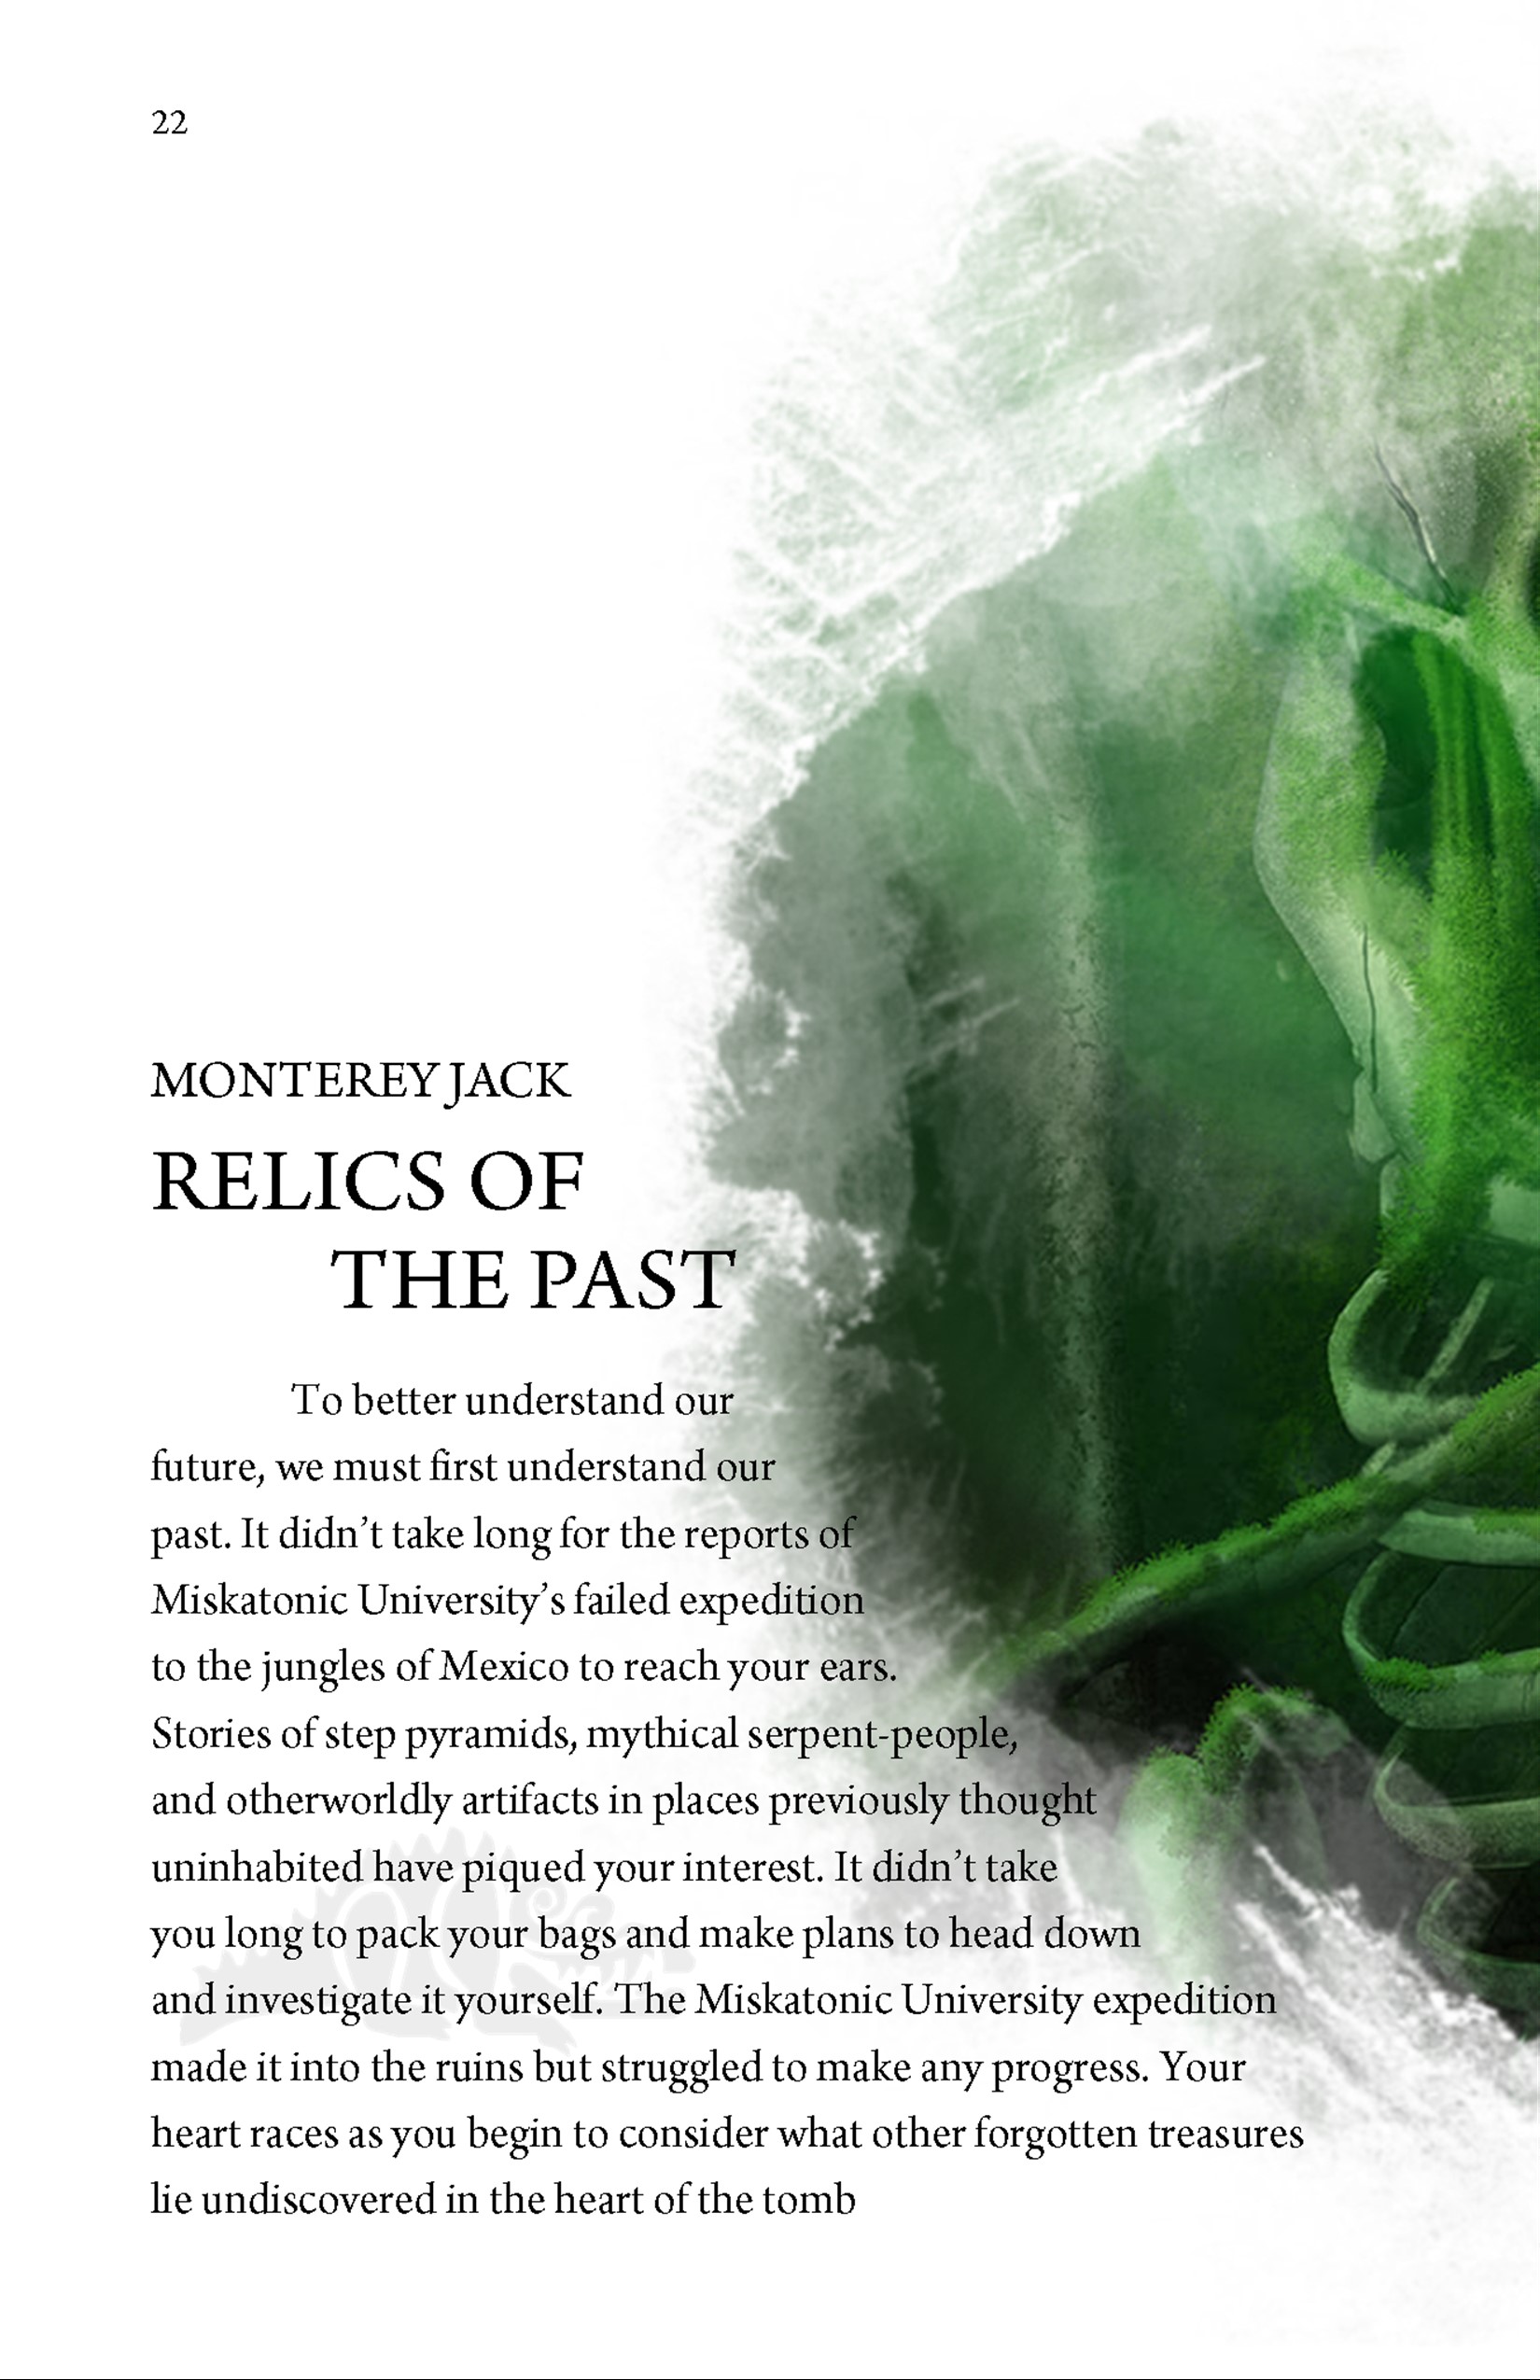 22
MONTEREY JACK
RELICS OF
THE PAST
To better understand our
future, we must first understand our
past. It didn't take long for the reports of
Miskatonic University's failed expedition
to the jungles of Mexico to reach your ears.
Stories of step pyramids, mythical serpent-people,
and otherworldly artifacts in places previously thought
uninhabited have piqued your interest. It didn't take
you long to pack your bags and make plans to head down
and investigate it yourself. The Miskatonic University expedition
made it into the ruins but struggled to make any progress. Your
heart races as you begin to consider what other forgotten treasures
lie undiscovered in the heart of the tomb